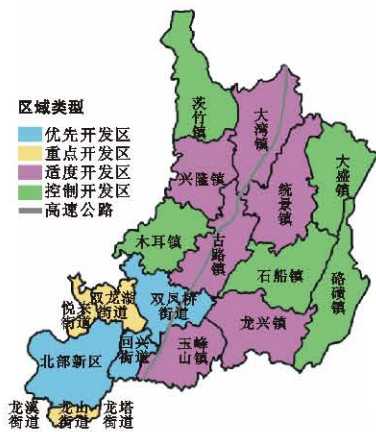 区域类型
优先开发区
重点开发区
适度开发区
控制开发区
高速公路
茨竹镇
大湾镇
兴隆镇
统景镇
大盛镇
木耳镇
古路镇
石船镇
洛碛镇
双龙湖
街道
悦来
街道
双凤桥
街道
龙兴镇
回兴
街道
玉峰
山镇
北部新区
龙溪
街道
龙山
街道
龙塔
街道